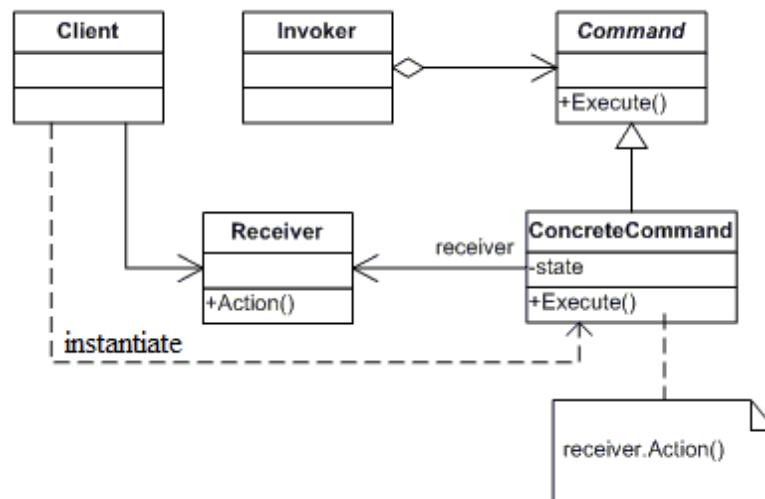 Client
Invoker
Command
+Execute()
Receiver
+Action()
receiver
ConcreteCommand
-state
+Execute()
instantiate
receiver.Action()